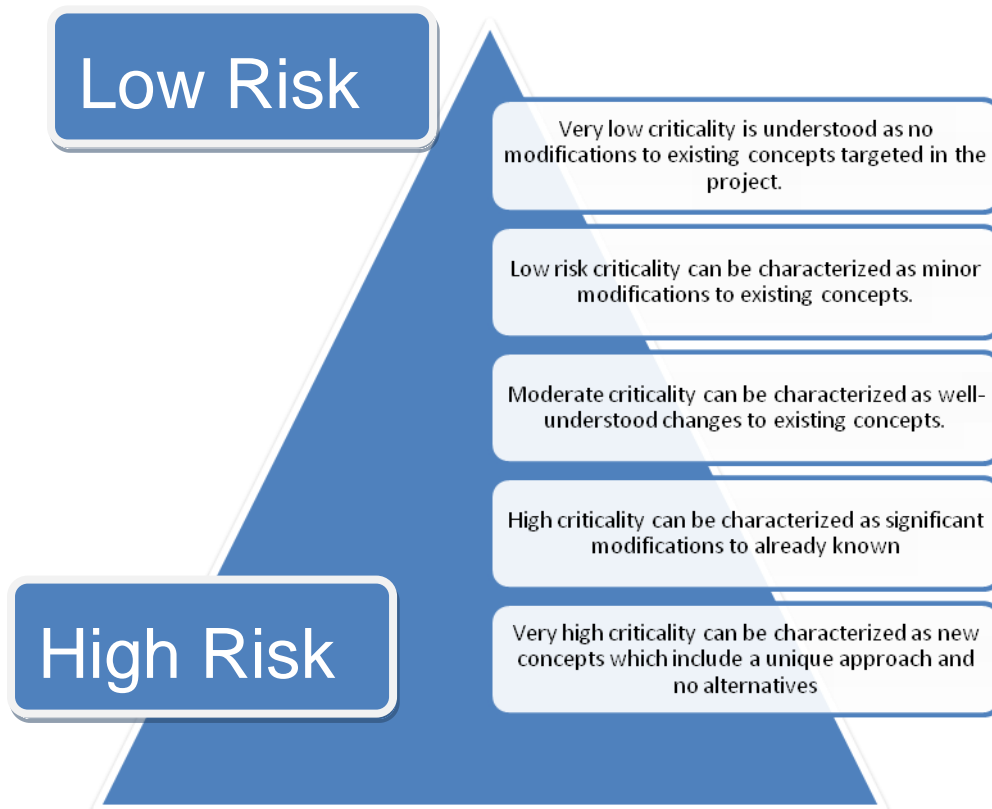 Low Risk
Very low criticality is understood as no
modifications to existing concepts targeted in the
project.
Low risk criticality can be characterized as minor
modifications to existing concepts.
Moderate criticality can be characterized as well-
understood changes to existing concepts.
High criticality can be characterized as significant
modifications to already known
High Risk
Very high criticality can be characterized as new
concepts which include a unique approach and
no alternatives